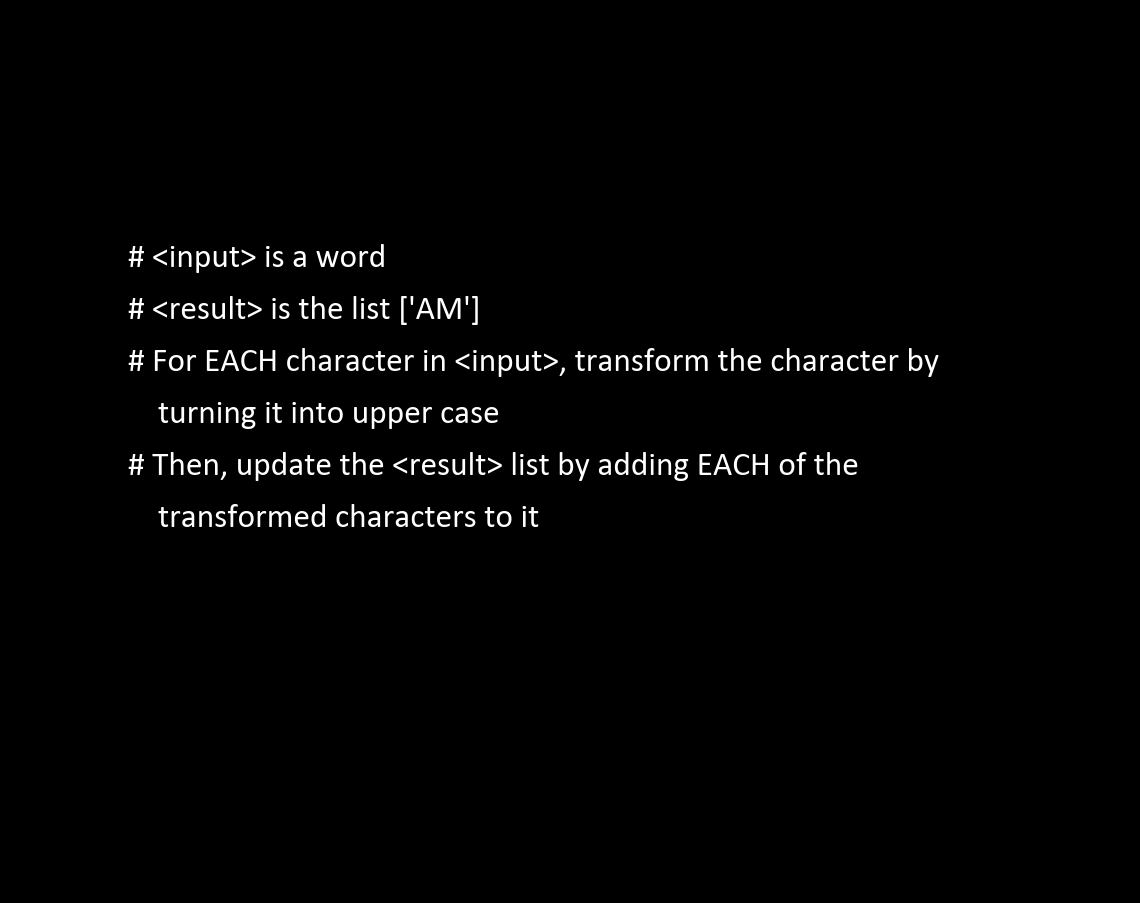 # <input> is a word
# <result> is the list ['AM']
# For EACH character in <input>, transform the character by
turning it into upper case
# Then, update the <result> list by adding EACH of the
transformed characters to it